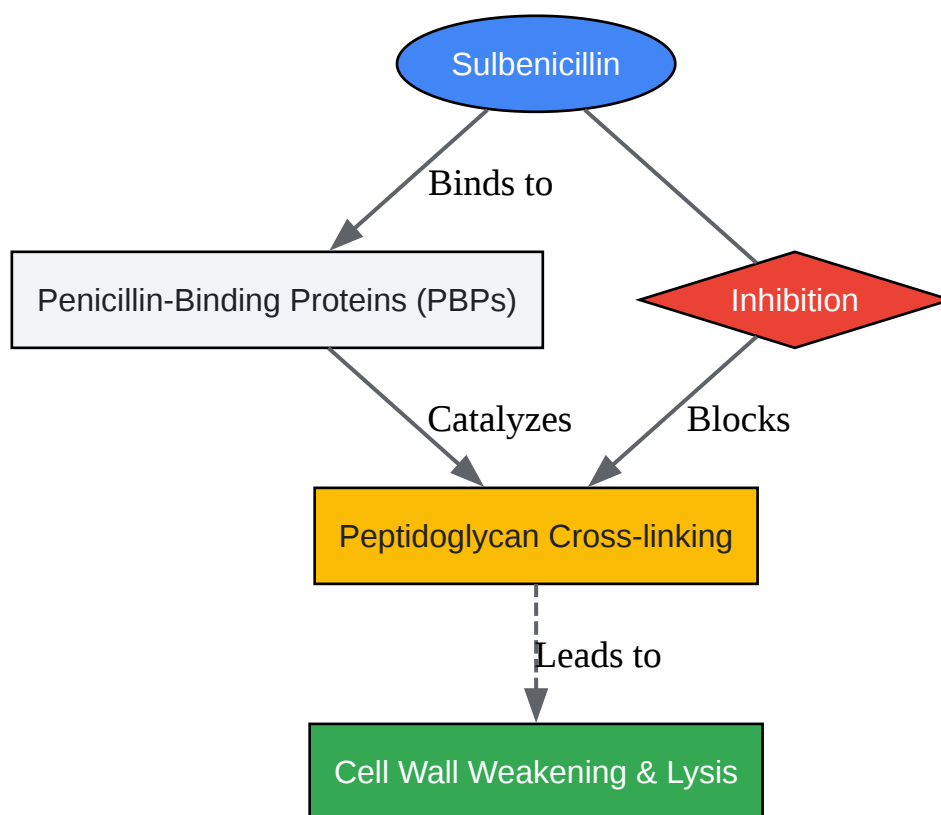 Sulbenicillin
Binds to
Penicillin-Binding Proteins (PBPs)
Inhibition
Catalyzes
Blocks
Peptidoglycan Cross-linking
Leads to
Cell Wall Weakening & Lysis